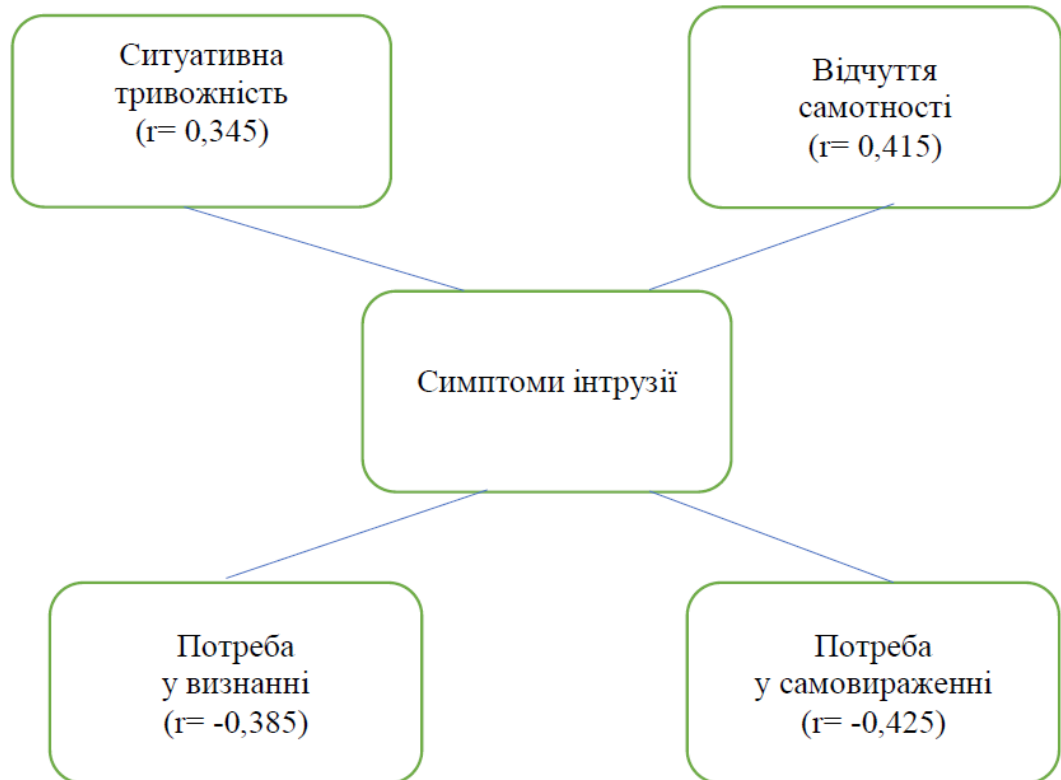 Ситуативна
тривожність
(r= 0,345)
Відчуття
самотності
(r= 0,415)
Симптоми інтрузії
Потреба
у визнанні
(r= -0,385)
Потреба
у самовираженні
(r= -0,425)